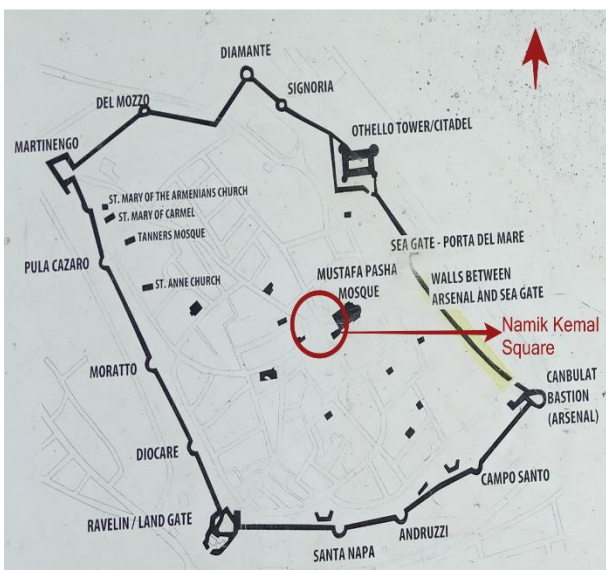 DIAMANTE
SIGNORIA
DEL MOZZO
OTHELLO TOWER/CITADEL
MARTINENGO
ST. MARY OF THE ARMENIANS CHURCH
ST. MARY OF CARMEL
TANNERS MOSQUE
SEA GATE - PORTA DEL MARE
PULA CAZARO
ST. ANNE CHURCH
MUSTAFA PASHA
MOSQUE
WALLS BETWEEN
ARSENAL AND SEA GATE
Namik Kemal
Square
MORATTO
CANBULAT
BASTION
(ARSENAL)
DIOCARE
CAMPO SANTO
RAVELIN / LAND GATE
ANDRUZZI
SANTA NAPA